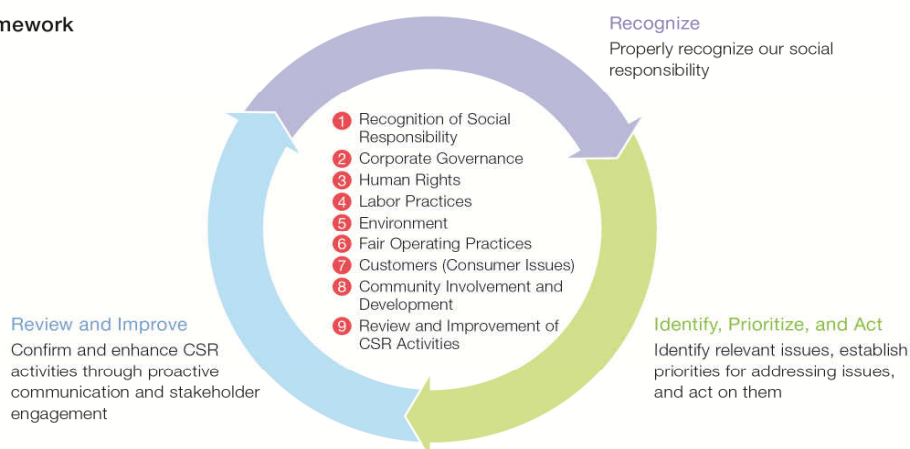 mework
Recognize
Properly recognize our social
responsibility
1 Recognition of Social
Responsibility
2 Corporate Governance
3 Human Rights
4 Labor Practices
5 Environment
6 Fair Operating Practices
7 Customers (Consumer Issues)
8 Community Involvement and
Development
9 Review and Improvement of
CSR Activities
Review and Improve
Confirm and enhance CSR
activities through proactive
communication and stakeholder
engagement
Identify, Prioritize, and Act
Identify relevant issues, establish
priorities for addressing issues,
and act on them